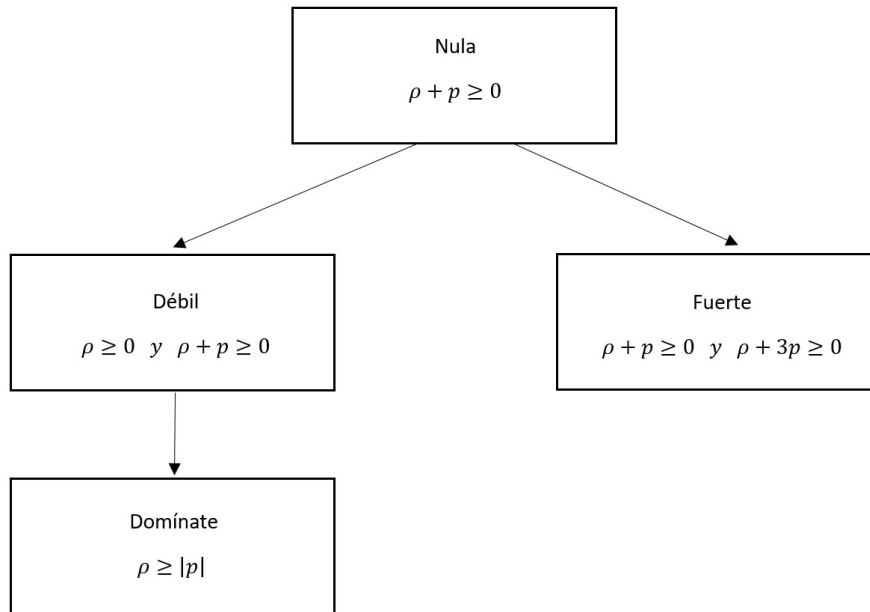 Nula
ρ + p ≥ 0
Débil
ρ ≥ 0 y ρ + p ≥ 0
Fuerte
ρ + p ≥ 0 y ρ + 3p ≥ 0
Domínate
ρ ≥ |p|